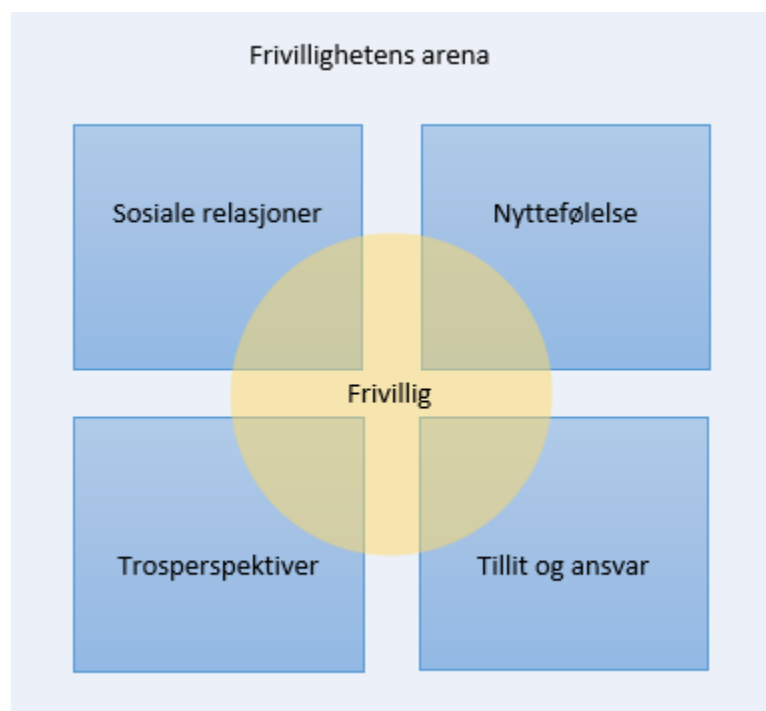 Frivillighetens arena
Sosiale relasjoner
Nyttefølelse
Frivillig
Trosperspektiver
Tillit og ansvar